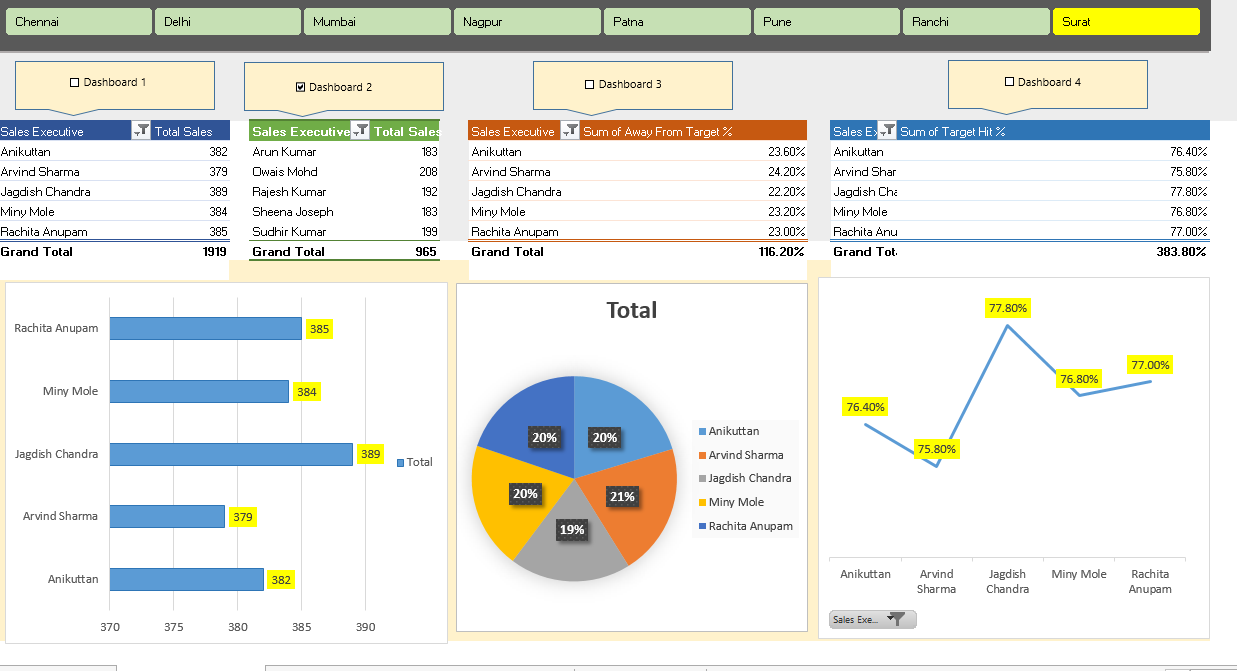 Chennai Delhi Mumbai Nagpur Patna Pune Ranchi Surat
Dashboard 1 Dashboard 2 Dashboard 3 Dashboard 4
Sales Executive Total Sales
Anikuttan 382
Arvind Sharma 379
Jagdish Chandra 389
Miny Mole 384
Rachita Anupam 385
Grand Total 1919
Sales Executive Total Sales
Arun Kumar 183
Owais Mohd 208
Rajesh Kumar 192
Sheena Joseph 183
Sudhir Kumar 199
Grand Total 965
Sales Executive Sum of Away From Target %
Anikuttan 23.60%
Arvind Sharma 24.20%
Jagdish Chandra 22.20%
Miny Mole 23.20%
Rachita Anupam 23.00%
Grand Total 116.20%
Sales Ex Sum of Target Hit %
Anikuttan 76.40%
Arvind Shar 75.80%
Jagdish Cha 77.80%
Miny Mole 76.80%
Rachita Anu 77.00%
Grand Tot 383.80%
Rachita Anupam 385
Miny Mole 384
Jagdish Chandra 389
Total
Arvind Sharma 379
Anikuttan 382
370 375 380 385 390
Total
20% 20%
20% 21%
19%
Anikuttan
Arvind Sharma
Jagdish Chandra
Miny Mole
Rachita Anupam
77.80%
77.00%
76.80%
76.40%
75.80%
Anikuttan Arvind Sharma Jagdish Chandra Miny Mole Rachita Anupam
Sales Exe...